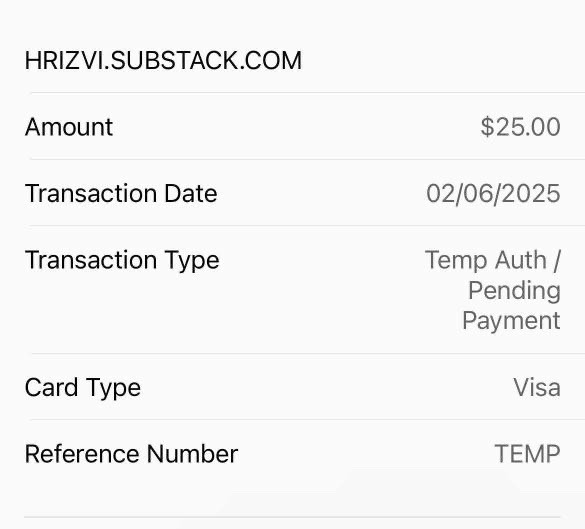 HRIZVI.SUBSTACK.COM
Amount $25.00
Transaction Date 02/06/2025
Transaction Type Temp Auth /
Pending
Payment
Card Type Visa
Reference Number TEMP